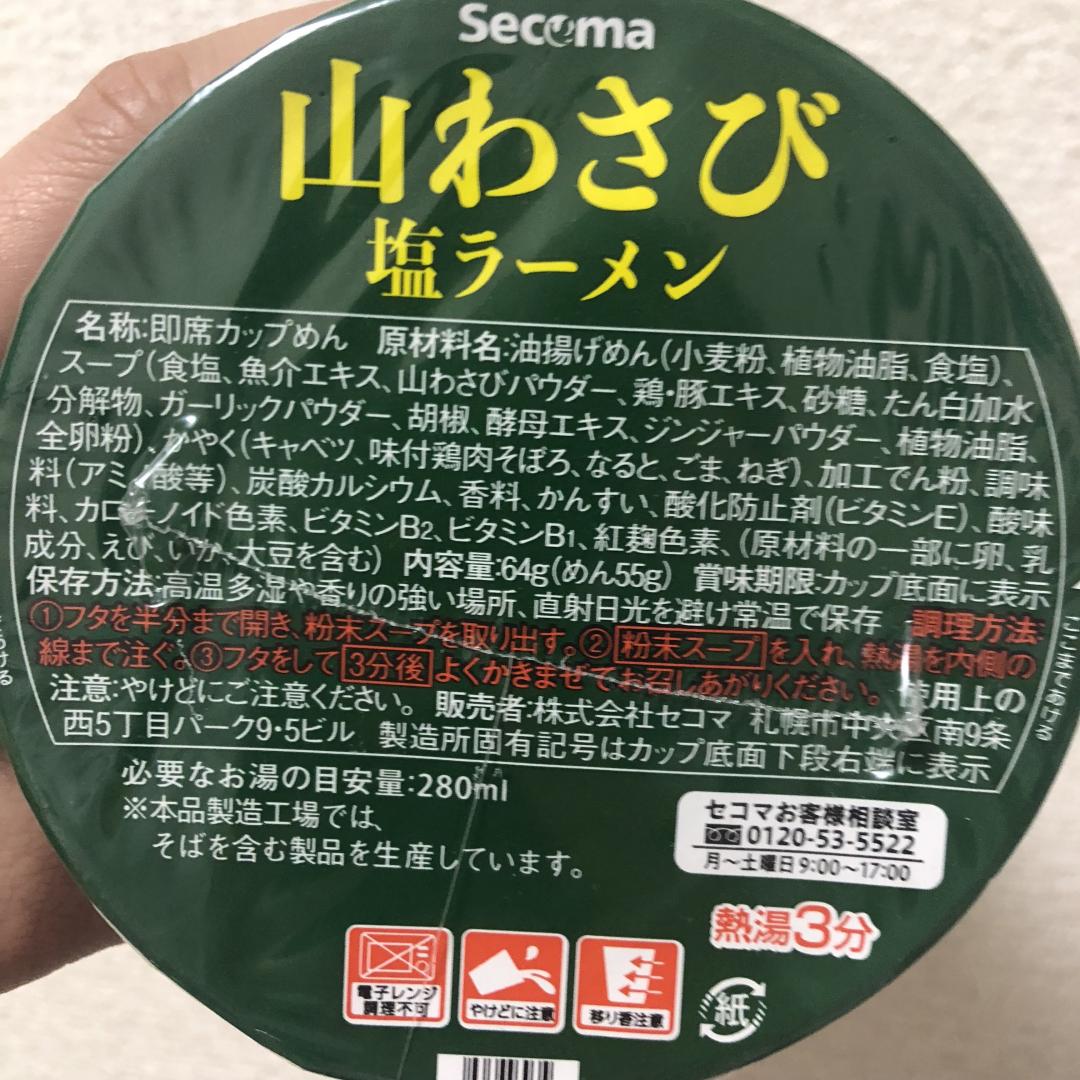 Secoma
山わさび
塩ラーメン
名称:即席カップめん 原材料名:油揚げめん(小麦粉、植物油脂、食塩)、
スープ(食塩、魚介エキス、山わさびパウダー、鶏・豚エキス、砂糖、たん白加水
分解物、ガーリックパウダー、胡椒、酵母エキス、ジンジャーパウダー、植物油脂、
全卵粉)、かやく(キャベツ、味付鶏肉そぼろ、なると、ごま、ねぎ)、加工でん粉、調味
料(アミノ酸等)、炭酸カルシウム、香料、かんすい、酸化防止剤(ビタミンE)、酸味
料、カロチノイド色素、ビタミンB2、ビタミンB1、紅麹色素、(原材料の一部に卵、乳
成分、えび、いか、大豆を含む) 内容量:64g(めん55g) 賞味期限:カップ底面に表示
保存方法:高温多湿や香りの強い場所、直射日光を避け常温で保存 調理方法:
①フタを半分まで開き、粉末スープを取り出す。②粉末スープを入れ、熱湯を内側の
線まで注ぐ。③フタをして3分後よくかきまぜてお召しあがりください。 使用上の
注意:やけどにご注意ください。 販売者:株式会社セコマ 札幌市中央区南9条
西5丁目パーク9・5ビル 製造所固有記号はカップ底面下段右端に表示
必要なお湯の目安量:280ml
※本品製造工場では、
そばを含む製品を生産しています。
セコマお客様相談室
0120-53-5522
月～土曜日9:00～17:00
熱湯3分
電子レンジ
調理不可
やけどに注意
移り香注意
紙
ここまであける